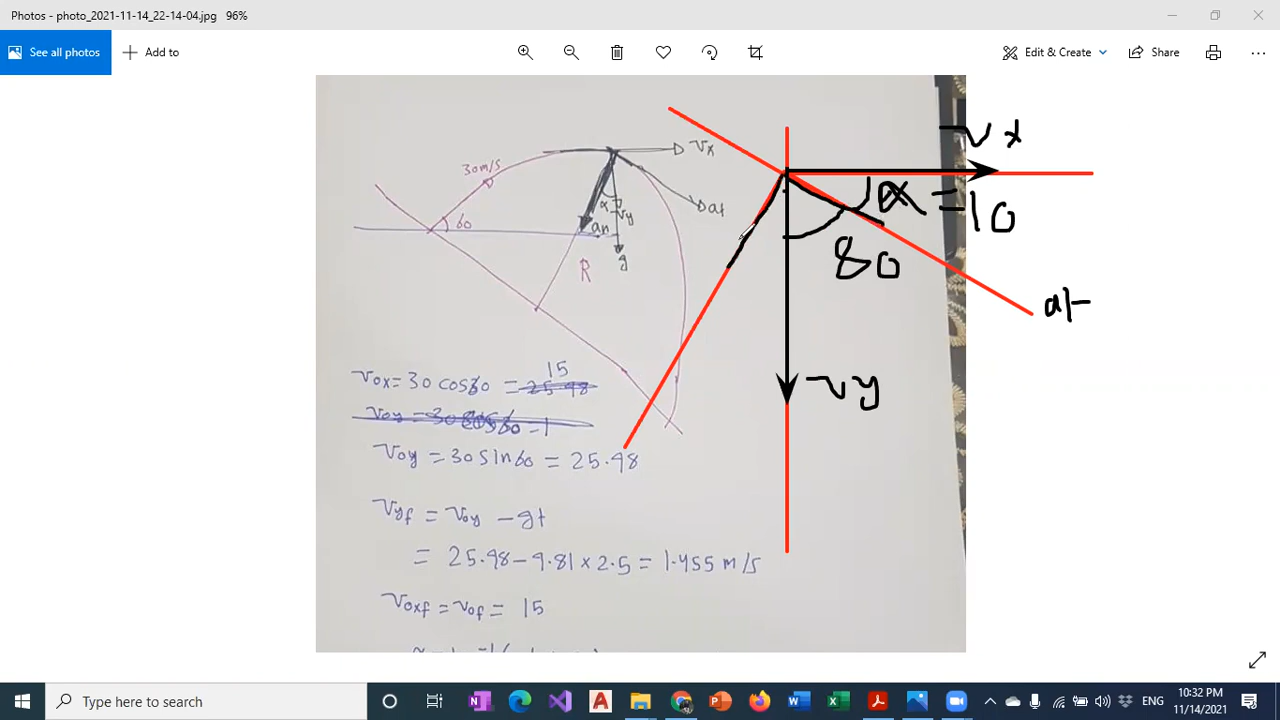 Photos - photo_2021-11-14_22-14-04.jpg 96%
See all photos
Add to
Edit & Create
Share
vx
30m/s
vx
60
α
at
an
vy
g
R
α = 10
80
at
vy
vox = 30 cos60 = 25.98 15
voy = 30 sin60 = 25.98
vyf = voy - gt
= 25.98 - 9.81 × 2.5 = 1.455 m/s
voxf = vof = 15
Type here to search
ENG
10:32 PM
11/14/2021